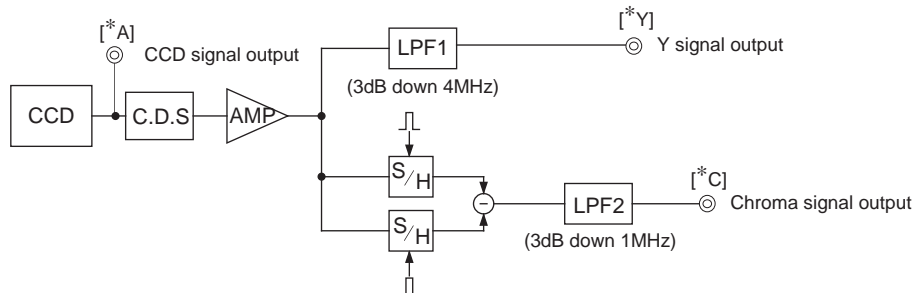 [*A]
CCD signal output
[*Y]
Y signal output
LPF1
(3dB down 4MHz)
CCD
C.D.S
AMP
S/H
[*C]
LPF2
Chroma signal output
(3dB down 1MHz)
S/H